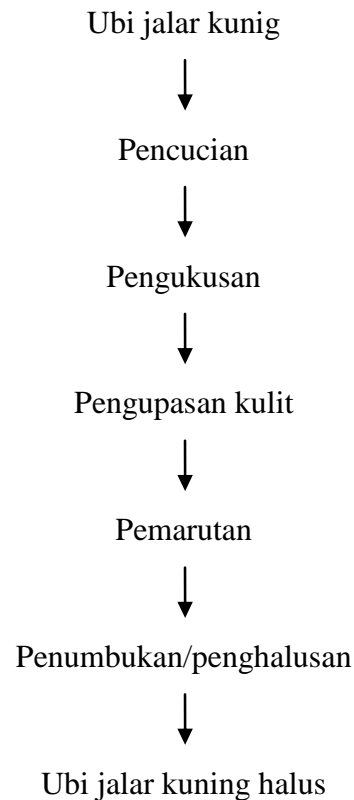 Ubi jalar kunig
Pencucian
Pengukusan
Pengupasan kulit
Pemarutan
Penumbukan/penghalusan
Ubi jalar kuning halus